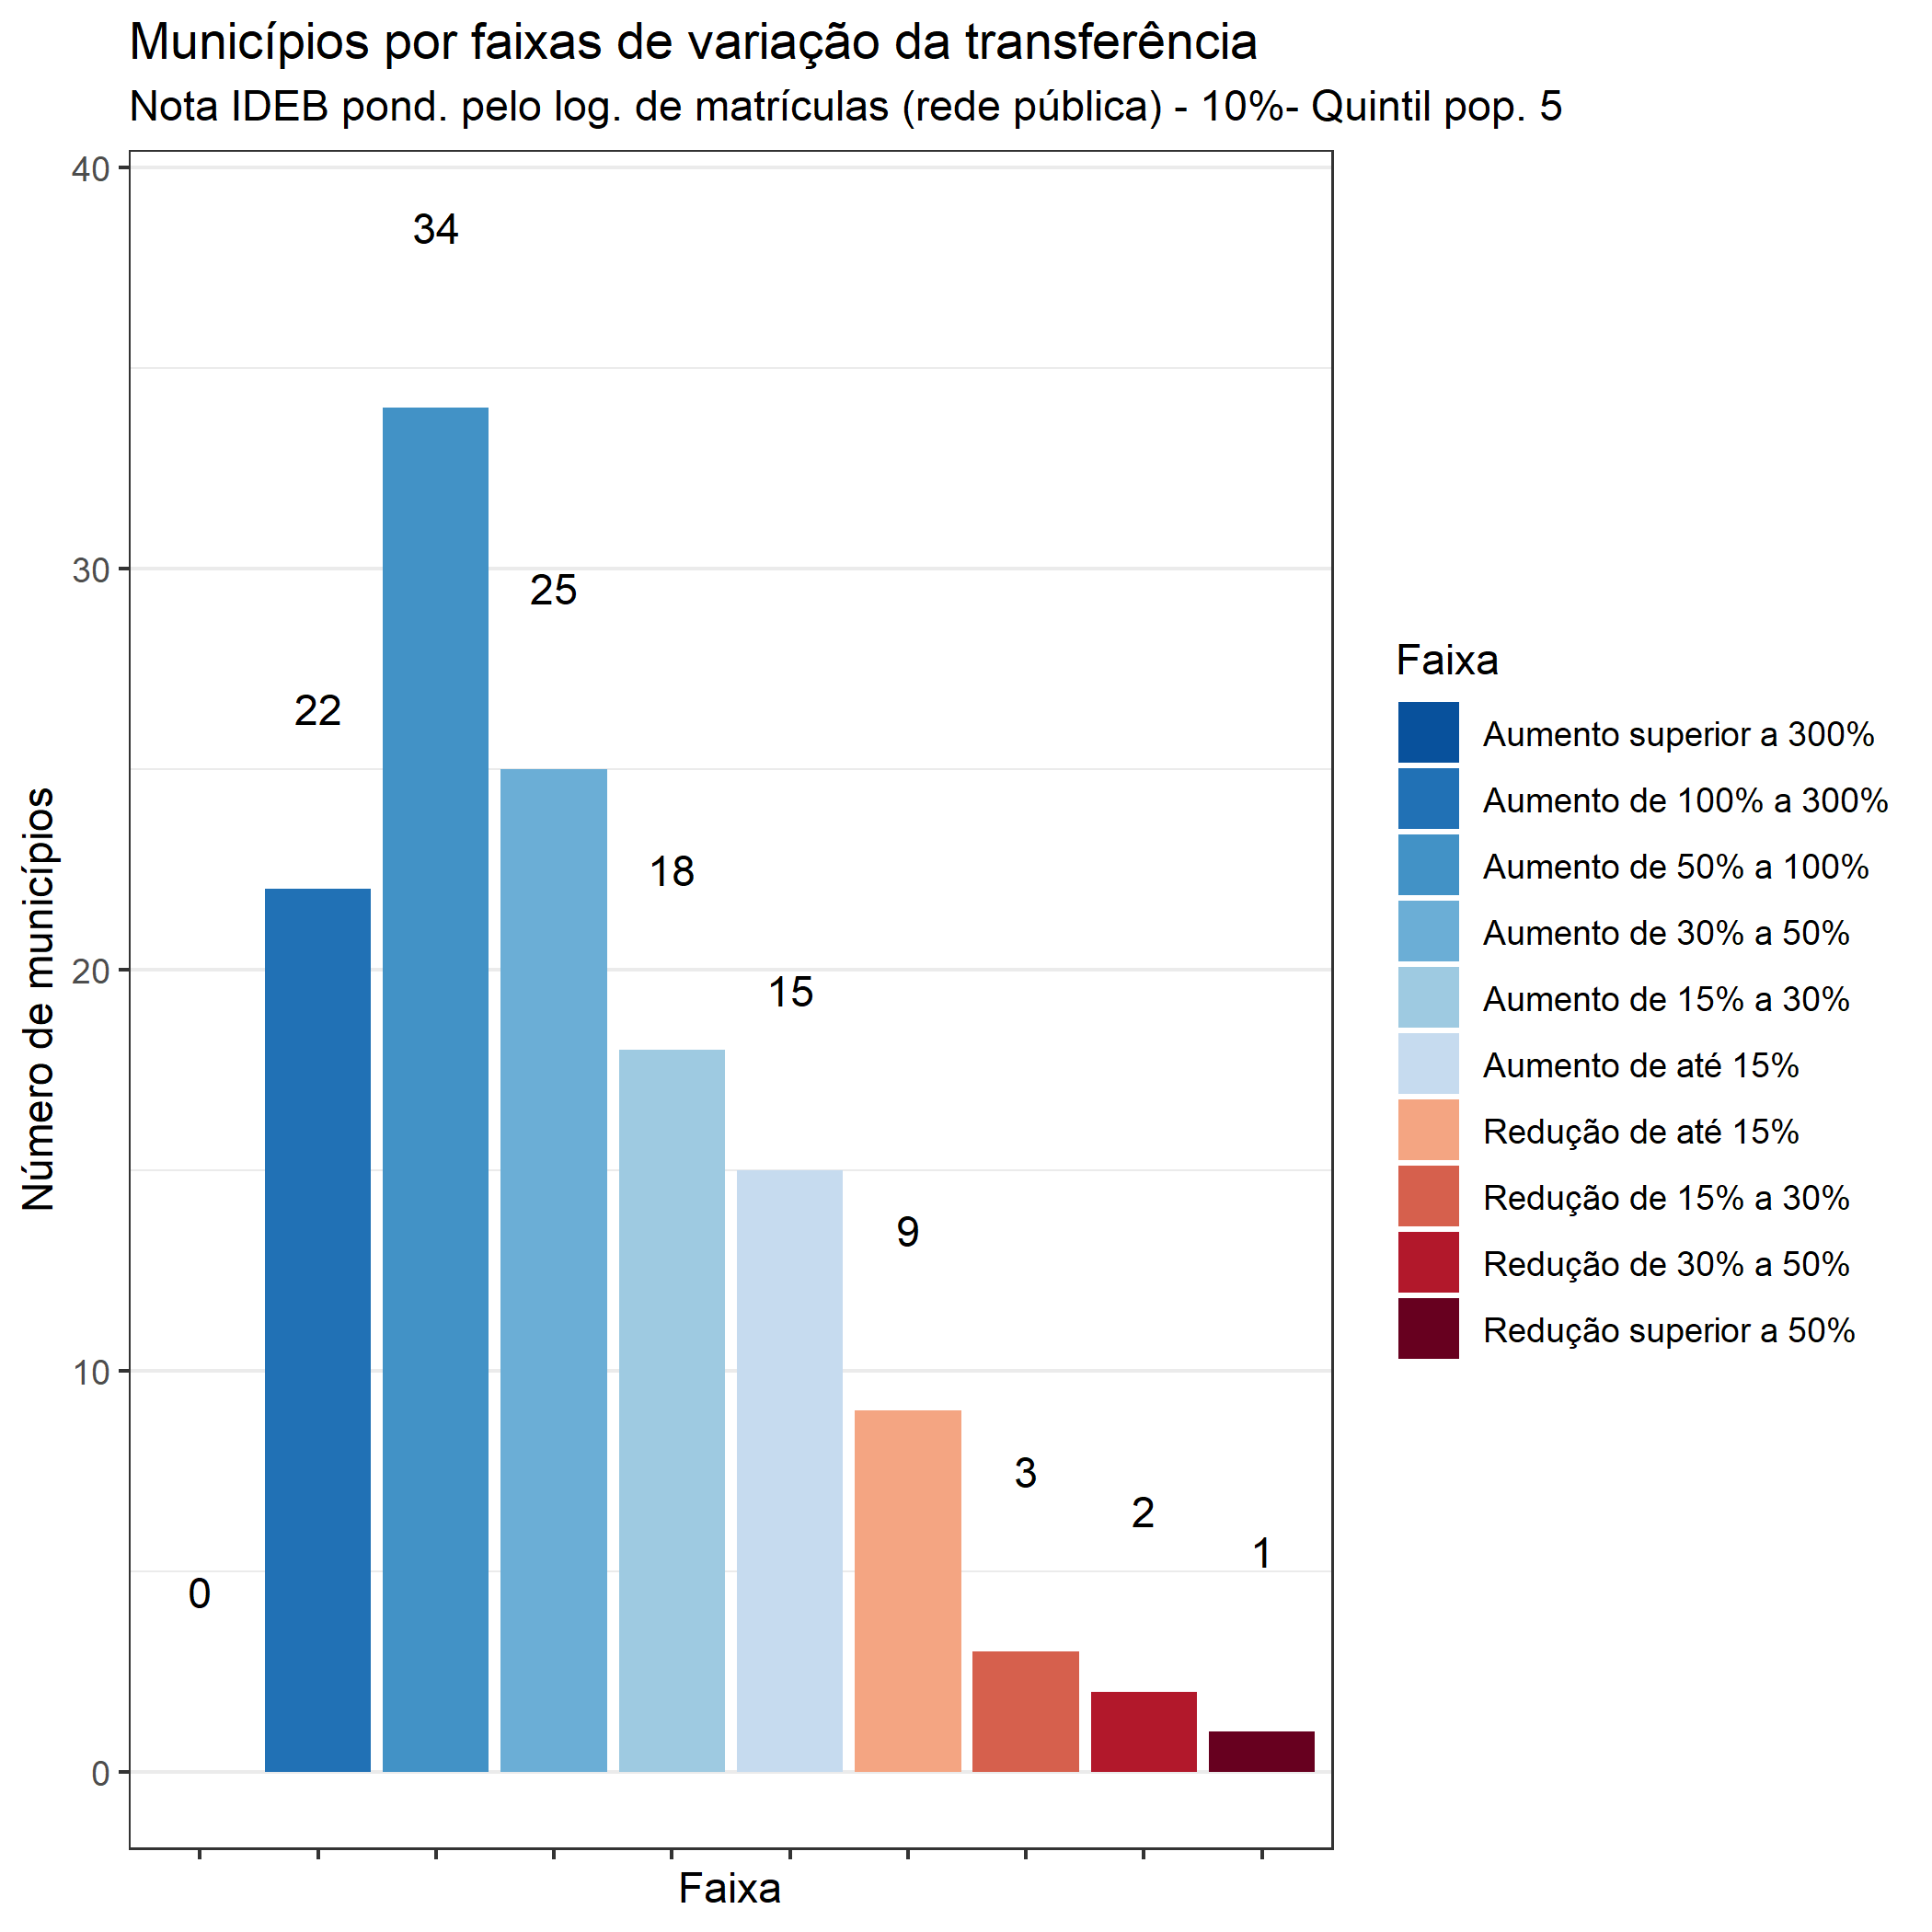 Municípios por faixas de variação da transferência
Nota IDEB pond. pelo log. de matrículas (rede pública) - 10%- Quintil pop. 5
Número de municípios
40
30
20
10
0
0
22
34
25
18
15
9
3
2
1
Faixa
Faixa
Aumento superior a 300%
Aumento de 100% a 300%
Aumento de 50% a 100%
Aumento de 30% a 50%
Aumento de 15% a 30%
Aumento de até 15%
Redução de até 15%
Redução de 15% a 30%
Redução de 30% a 50%
Redução superior a 50%